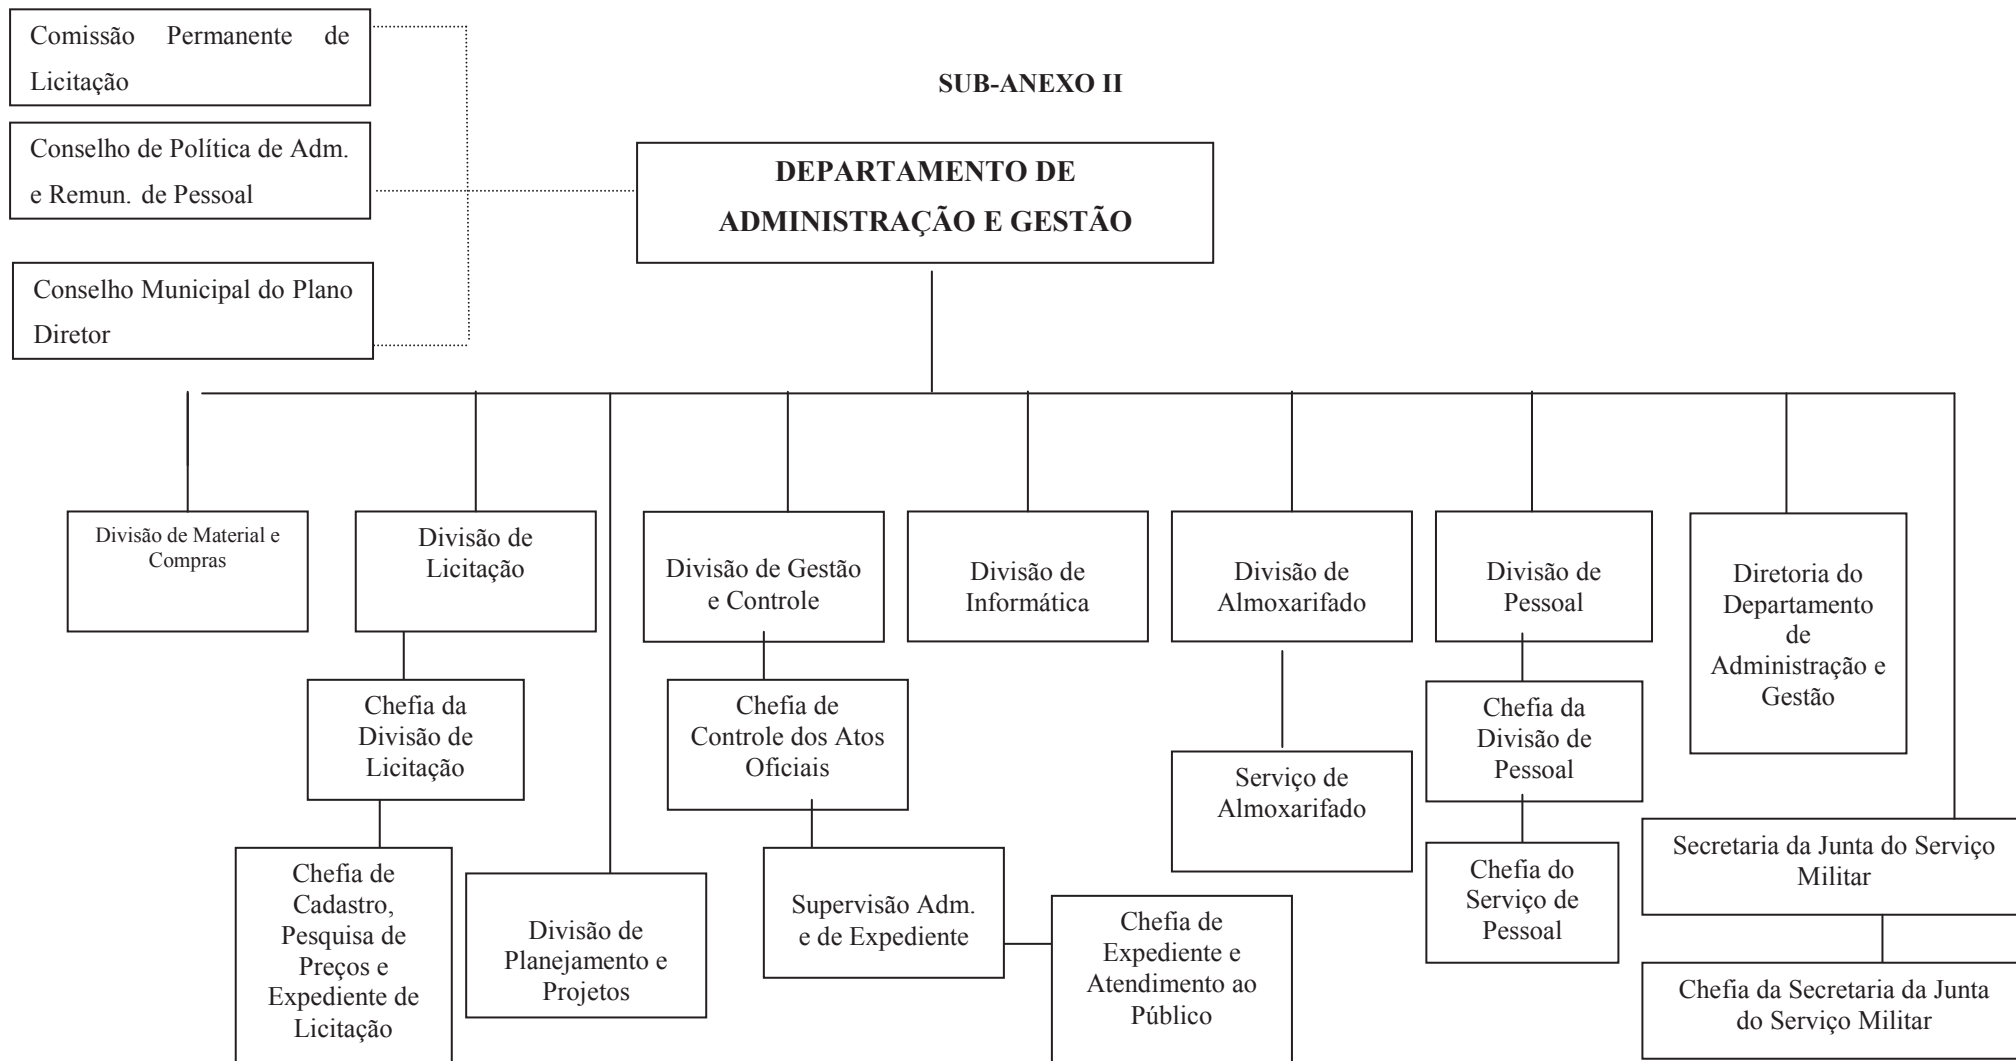 Comissão Permanente de
Licitação
SUB-ANEXO II
Conselho de Política de Adm.
e Remun. de Pessoal
DEPARTAMENTO DE
ADMINISTRAÇÃO E GESTÃO
Conselho Municipal do Plano
Diretor
Divisão de Material e
Compras
Divisão de
Licitação
Divisão de Gestão
e Controle
Divisão de
Informática
Divisão de
Almoxarifado
Divisão de
Pessoal
Diretoria do
Departamento
de
Administração e
Gestão
Chefia da
Divisão de
Licitação
Chefia de
Controle dos Atos
Oficiais
Serviço de
Almoxarifado
Chefia da
Divisão de
Pessoal
Secretaria da Junta do Serviço
Militar
Chefia de
Cadastro,
Pesquisa de
Preços e
Expediente de
Licitação
Divisão de
Planejamento e
Projetos
Supervisão Adm.
e de Expediente
Chefia de
Expediente e
Atendimento ao
Público
Chefia do
Serviço de
Pessoal
Chefia da Secretaria da Junta
do Serviço Militar